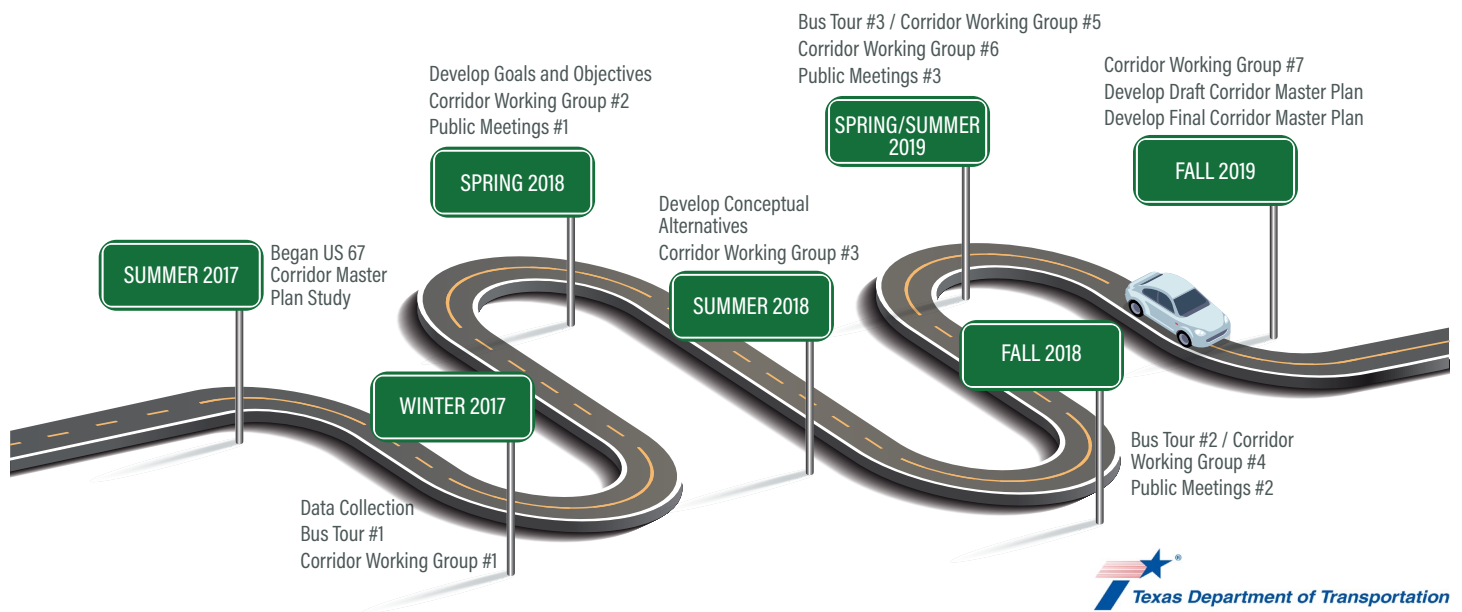 SUMMER 2017
Began US 67
Corridor Master
Plan Study
WINTER 2017
Data Collection
Bus Tour #1
Corridor Working Group #1
Develop Goals and Objectives
Corridor Working Group #2
Public Meetings #1
SPRING 2018
Develop Conceptual
Alternatives
Corridor Working Group #3
SUMMER 2018
FALL 2018
Bus Tour #2 / Corridor
Working Group #4
Public Meetings #2
Bus Tour #3 / Corridor Working Group #5
Corridor Working Group #6
Public Meetings #3
SPRING/SUMMER
2019
Corridor Working Group #7
Develop Draft Corridor Master Plan
Develop Final Corridor Master Plan
FALL 2019
®
Texas Department of Transportation